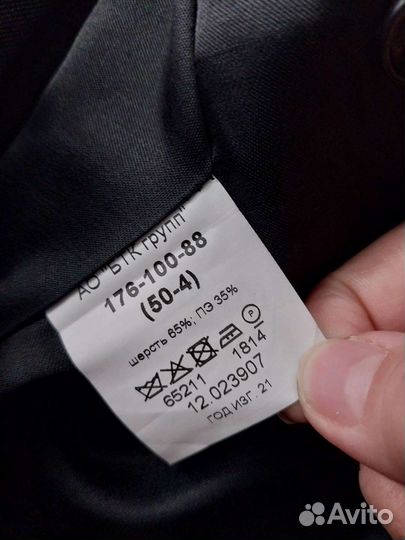 АО "БТК групп"
176-100-88
(50-4)
шерсть 65%; ПЭ 35%
P
65211 1814
12.023907
ГОД ИЗГ. 21
Avito